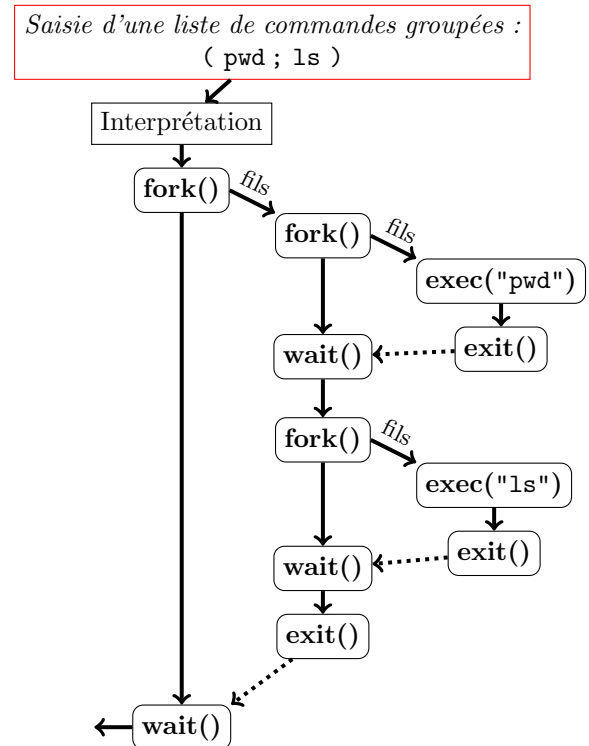 Saisie d'une liste de commandes groupées :
( pwd ; ls )
Interprétation
fork()
fils
fork()
fils
exec("pwd")
exit()
wait()
fork()
fils
exec("ls")
exit()
wait()
exit()
wait()